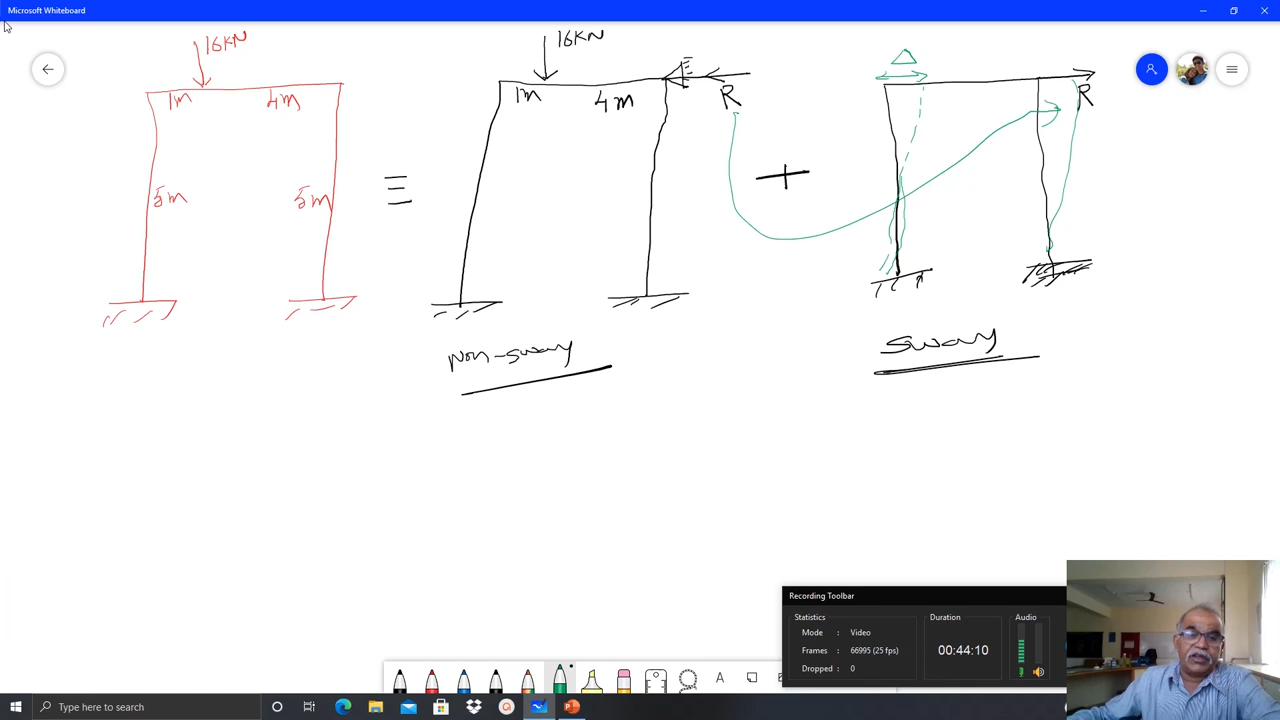 Microsoft Whiteboard
16KN
1m
4m
5m
5m
≡
16KN
1m
4m
R
Non-sway
+
Δ
R
Sway
Recording Toolbar
Statistics
Mode : Video
Frames : 66995 (25 fps)
Dropped : 0
Duration
00:44:10
Audio
A
Type here to search